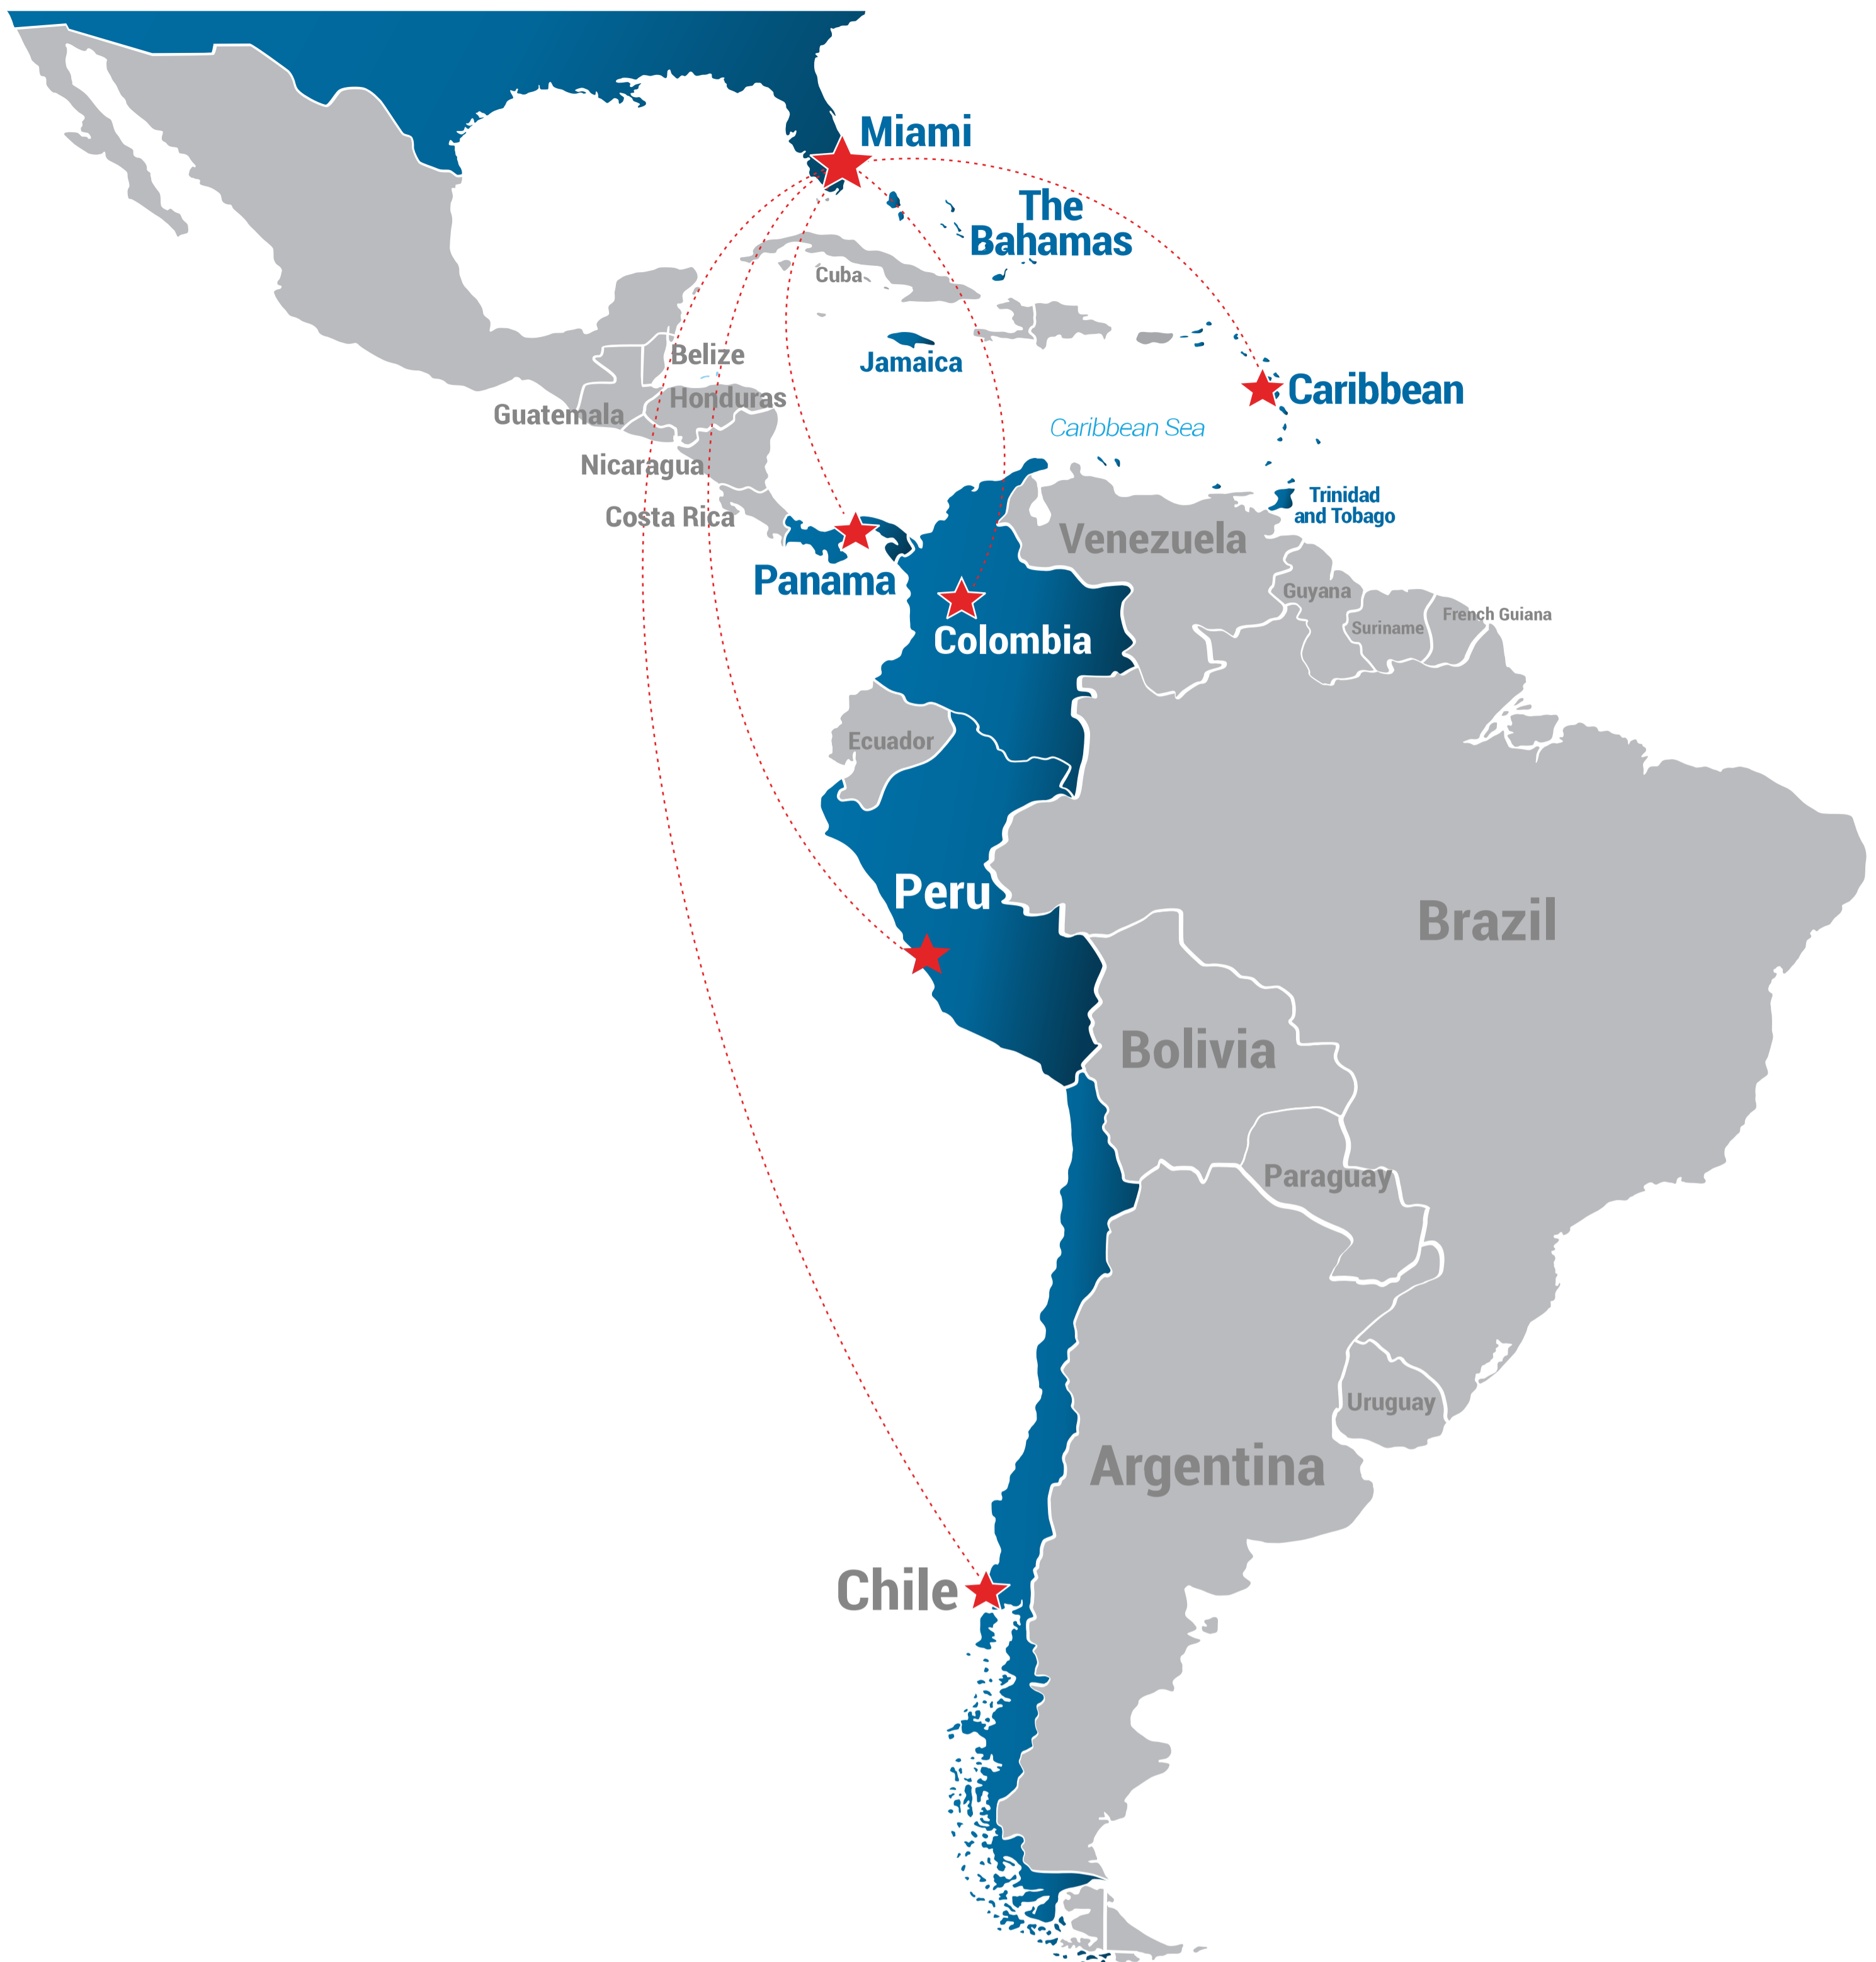 Miami
The
Bahamas
Cuba
Jamaica
Belize
Honduras
Guatemala
Caribbean
Caribbean Sea
Nicaragua
Costa Rica
Trinidad
and Tobago
Venezuela
Panama
Guyana
French Guiana
Suriname
Colombia
Ecuador
Peru
Brazil
Bolivia
Paraguay
Uruguay
Argentina
Chile